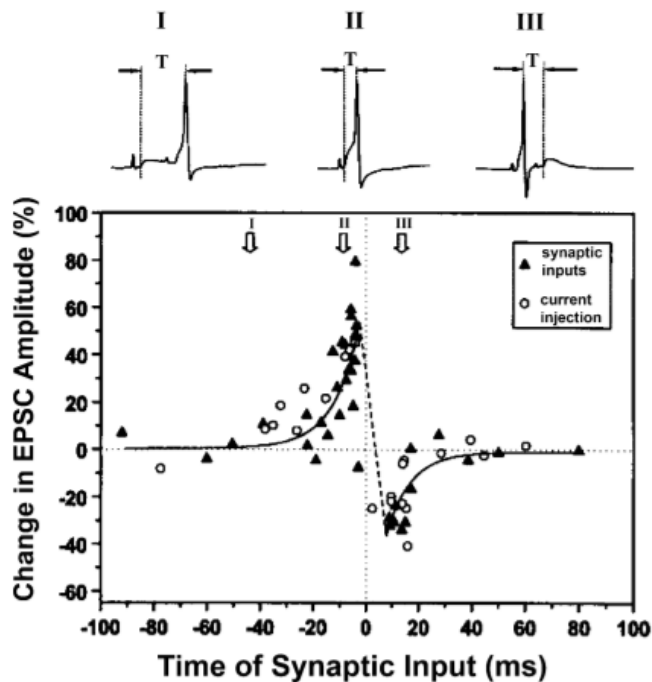 I II III
T T T
Change in EPSC Amplitude (%)
100
80
60
40
20
0
-20
-40
-60
I II III
synaptic
inputs
current
injection
-100 -80 -60 -40 -20 0 20 40 60 80 100
Time of Synaptic Input (ms)